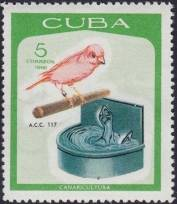 CUBA
5
CORREOS
1968
A.C.C. 117
CANARICULTURA